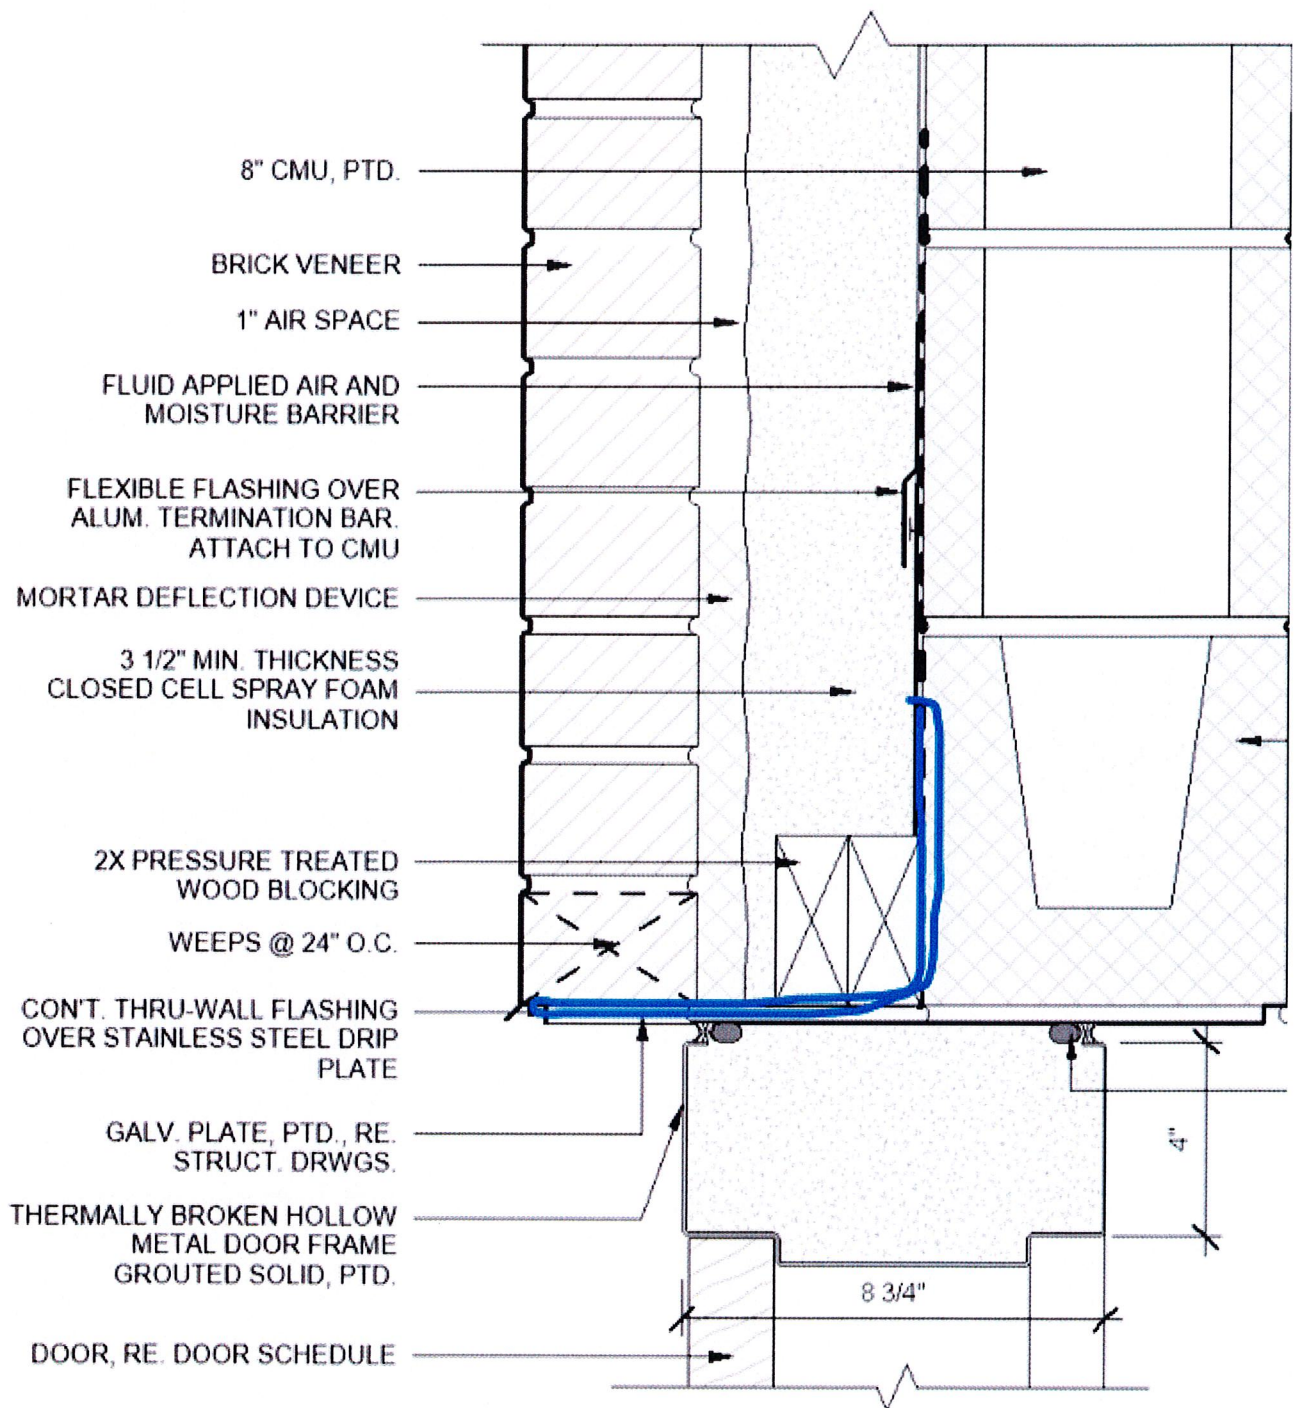 8" CMU, PTD.
BRICK VENEER
1" AIR SPACE
FLUID APPLIED AIR AND
MOISTURE BARRIER
FLEXIBLE FLASHING OVER
ALUM. TERMINATION BAR.
ATTACH TO CMU
MORTAR DEFLECTION DEVICE
3 1/2" MIN. THICKNESS
CLOSED CELL SPRAY FOAM
INSULATION
2X PRESSURE TREATED
WOOD BLOCKING
WEEPS @ 24" O.C.
CON'T. THRU-WALL FLASHING
OVER STAINLESS STEEL DRIP
PLATE
GALV. PLATE, PTD., RE.
STRUCT. DRWGS.
4"
THERMALLY BROKEN HOLLOW
METAL DOOR FRAME
GROUTED SOLID, PTD.
8 3/4"
DOOR, RE. DOOR SCHEDULE